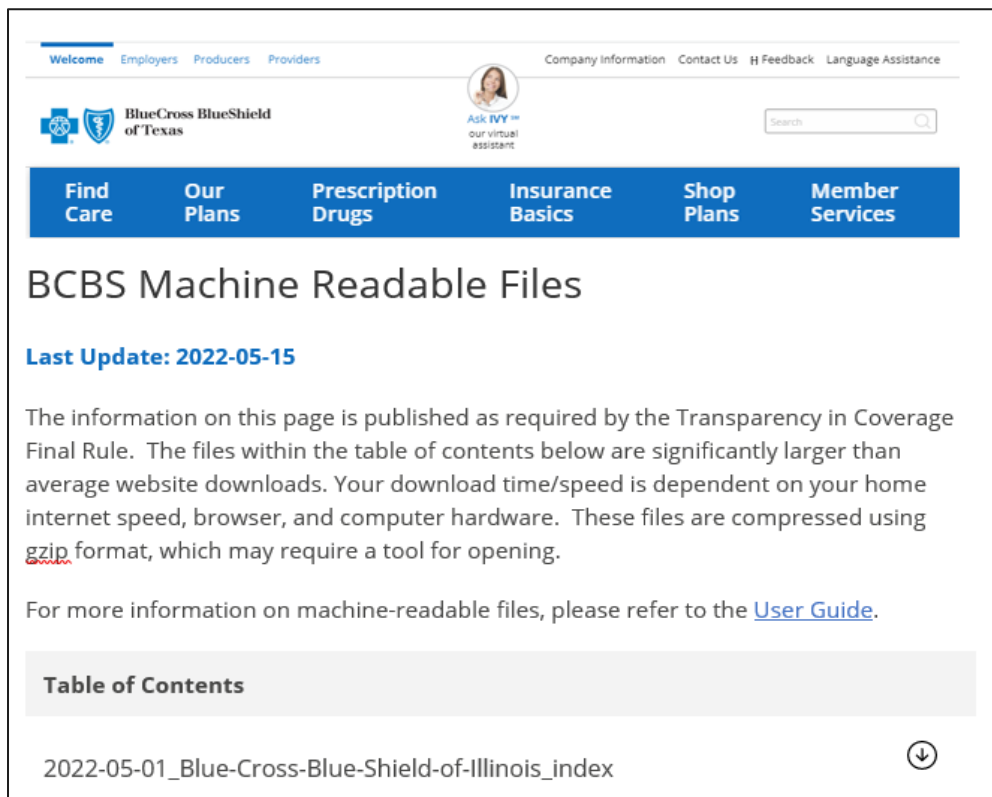 Welcome Employers Producers Providers Company Information Contact Us H Feedback Language Assistance
BlueCross BlueShield
of Texas
Ask IVY SM
our virtual
assistant
Search
Find Care Our Plans Prescription Drugs Insurance Basics Shop Plans Member Services
BCBS Machine Readable Files
Last Update: 2022-05-15
The information on this page is published as required by the Transparency in Coverage
Final Rule. The files within the table of contents below are significantly larger than
average website downloads. Your download time/speed is dependent on your home
internet speed, browser, and computer hardware. These files are compressed using
gzip format, which may require a tool for opening.
For more information on machine-readable files, please refer to the User Guide.
Table of Contents
2022-05-01_Blue-Cross-Blue-Shield-of-Illinois_index